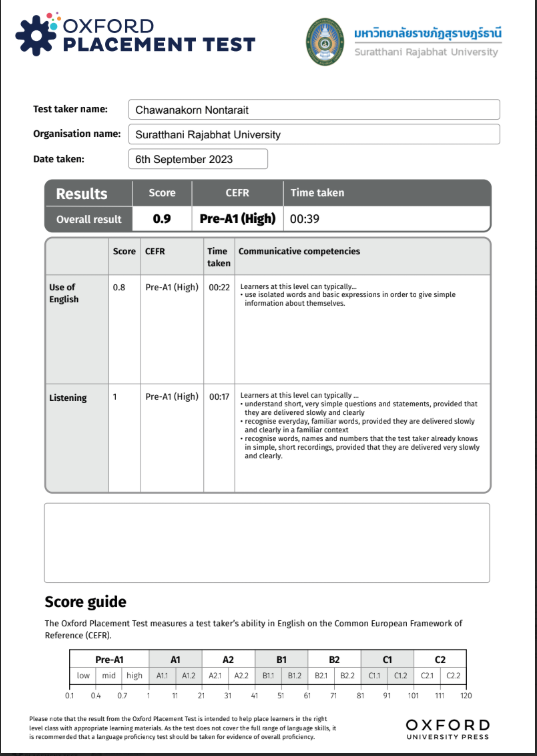 OXFORD
PLACEMENT TEST
มหาวิทยาลัยราชภัฏสุราษฎร์ธานี
Suratthani Rajabhat University
Test taker name: Chawanakorn Nontarait
Organisation name: Suratthani Rajabhat University
Date taken: 6th September 2023
Results Score CEFR Time taken
Overall result 0.9 Pre-A1 (High) 00:39
Score CEFR Time taken Communicative competencies
Use of English 0.8 Pre-A1 (High) 00:22 Learners at this level can typically...
• use isolated words and basic expressions in order to give simple
information about themselves.
Listening 1 Pre-A1 (High) 00:17 Learners at this level can typically ...
• understand short, very simple questions and statements, provided that
they are delivered slowly and clearly
• recognise everyday, familiar words, provided they are delivered slowly
and clearly in a familiar context
• recognise words, names and numbers that the test taker already knows
in simple, short recordings, provided that they are delivered very slowly
and clearly.
Score guide
The Oxford Placement Test measures a test taker's ability in English on the Common European Framework of
Reference (CEFR).
Pre-A1 A1 A2 B1 B2 C1 C2
low mid high A1.1 A1.2 A2.1 A2.2 B1.1 B1.2 B2.1 B2.2 C1.1 C1.2 C2.1 C2.2
0.1 0.4 0.7 1 11 21 31 41 51 61 71 81 91 101 111 120
Please note that the result from the Oxford Placement Test is intended to help place learners in the right
level class with appropriate learning materials. As the test does not cover the full range of language skills, it
is recommended that a language proficiency test should be taken for evidence of overall proficiency.
OXFORD
UNIVERSITY PRESS